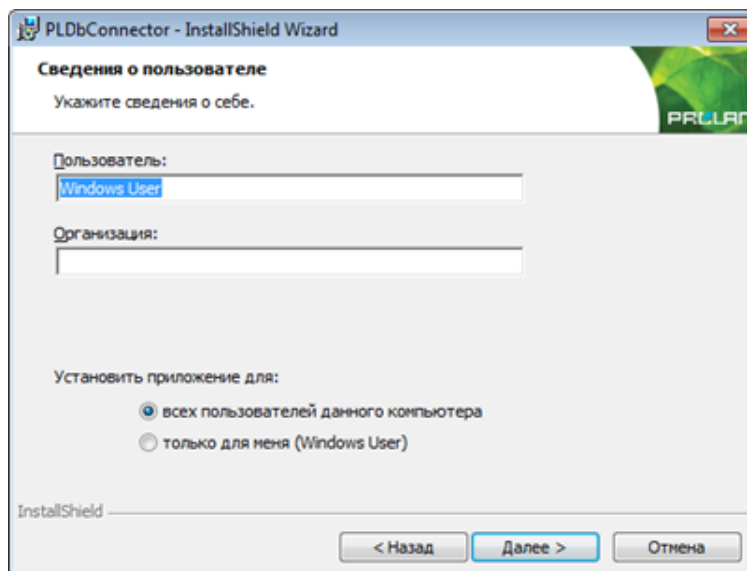 PLDbConnector - InstallShield Wizard
Сведения о пользователе
Укажите сведения о себе.
PROLAN
Пользователь:
Windows User
Организация:
Установить приложение для:
всех пользователей данного компьютера
только для меня (Windows User)
InstallShield
< Назад
Далее >
Отмена